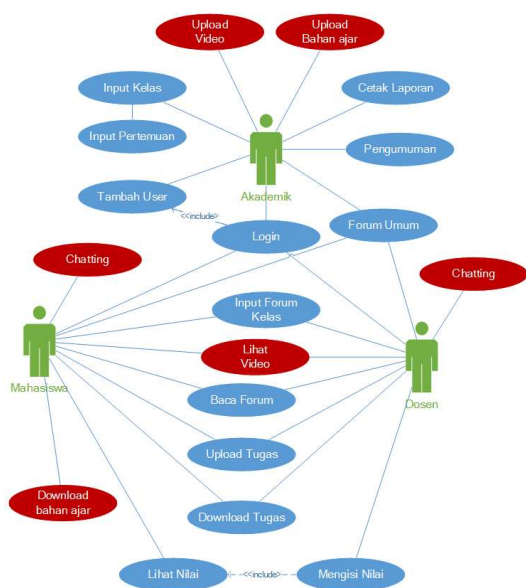 Upload
Video
Upload
Bahan ajar
Input Kelas
Cetak Laporan
Input Pertemuan
Pengumuman
Akademik
Tambah User
<<include>
Login
Forum Umum
Chatting
Chatting
Input Forum
Kelas
Lihat
Video
Mahasiswa
Dosen
Baca Forum
Upload Tugas
Download
bahan ajar
Download Tugas
Lihat Nilai
<<include>
Mengisi Nilai